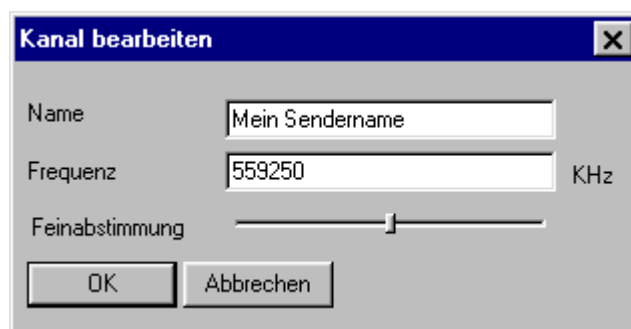 Kanal bearbeiten
Name
Mein Sendername
Frequenz
559250
KHz
Feinabstimmung
OK
Abbrechen